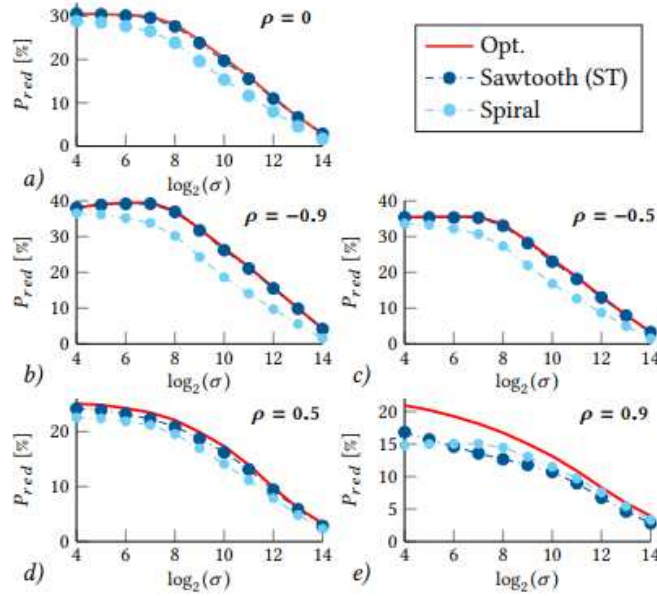 30
20
10
0
P_red [%]
ρ = 0
4 6 8 10 12 14
a) log₂(σ)
Opt.
Sawtooth (ST)
Spiral
40
30
20
10
0
P_red [%]
ρ = −0.9
4 6 8 10 12 14
b) log₂(σ)
40
30
20
10
0
P_red [%]
ρ = −0.5
4 6 8 10 12 14
c) log₂(σ)
20
10
0
P_red [%]
ρ = 0.5
4 6 8 10 12 14
d) log₂(σ)
20
15
10
5
0
P_red [%]
ρ = 0.9
4 6 8 10 12 14
e) log₂(σ)